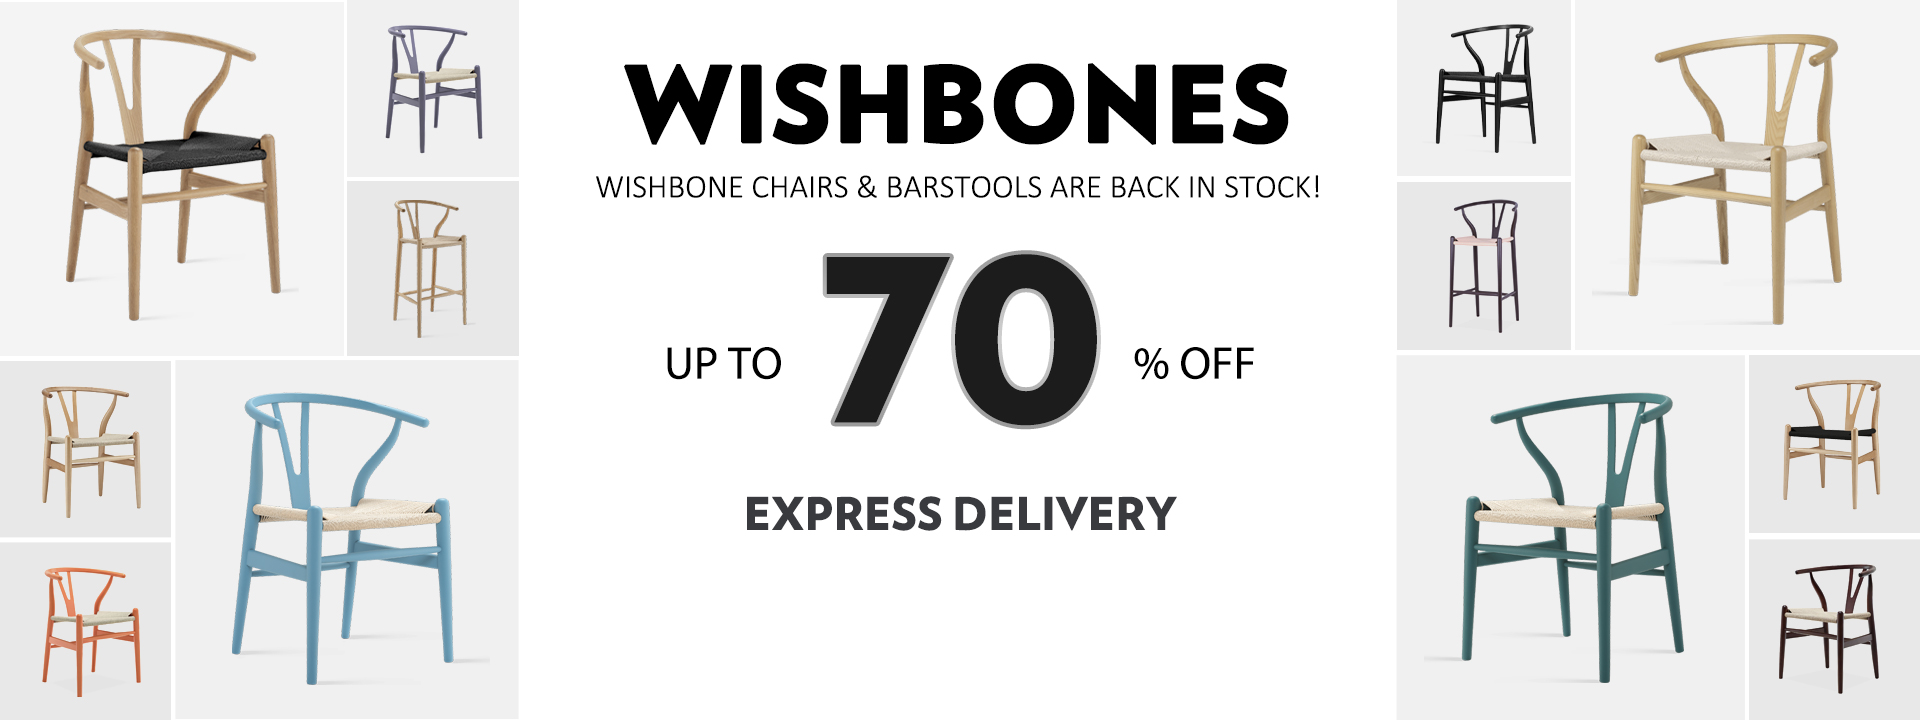 WISHBONES
WISHBONE CHAIRS & BARSTOOLS ARE BACK IN STOCK!
UP TO 70 % OFF
EXPRESS DELIVERY